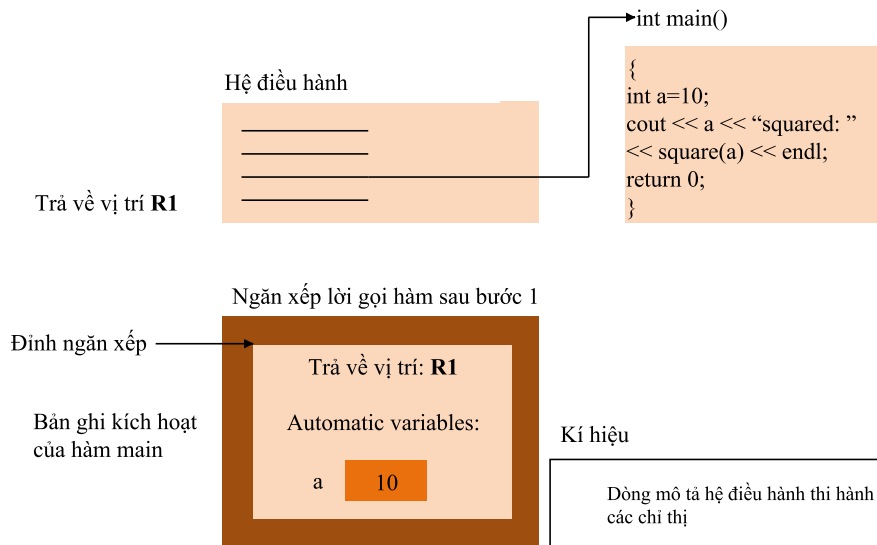 int main()
{
int a=10;
cout << a << “squared: ”
<< square(a) << endl;
return 0;
}
Hệ điều hành
Trả về vị trí R1
Ngăn xếp lời gọi hàm sau bước 1
Đỉnh ngăn xếp
Trả về vị trí: R1
Bản ghi kích hoạt
của hàm main
Automatic variables:
a
10
Kí hiệu
Dòng mô tả hệ điều hành thi hành
các chỉ thị